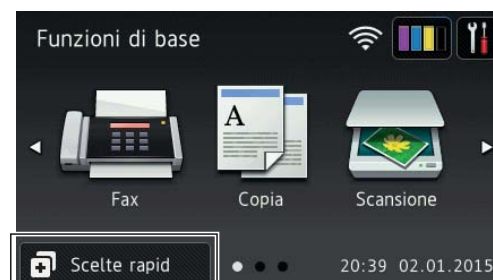 Funzioni di base
A
Fax Copia Scansione
Scelte rapid 20:39 02.01.2015